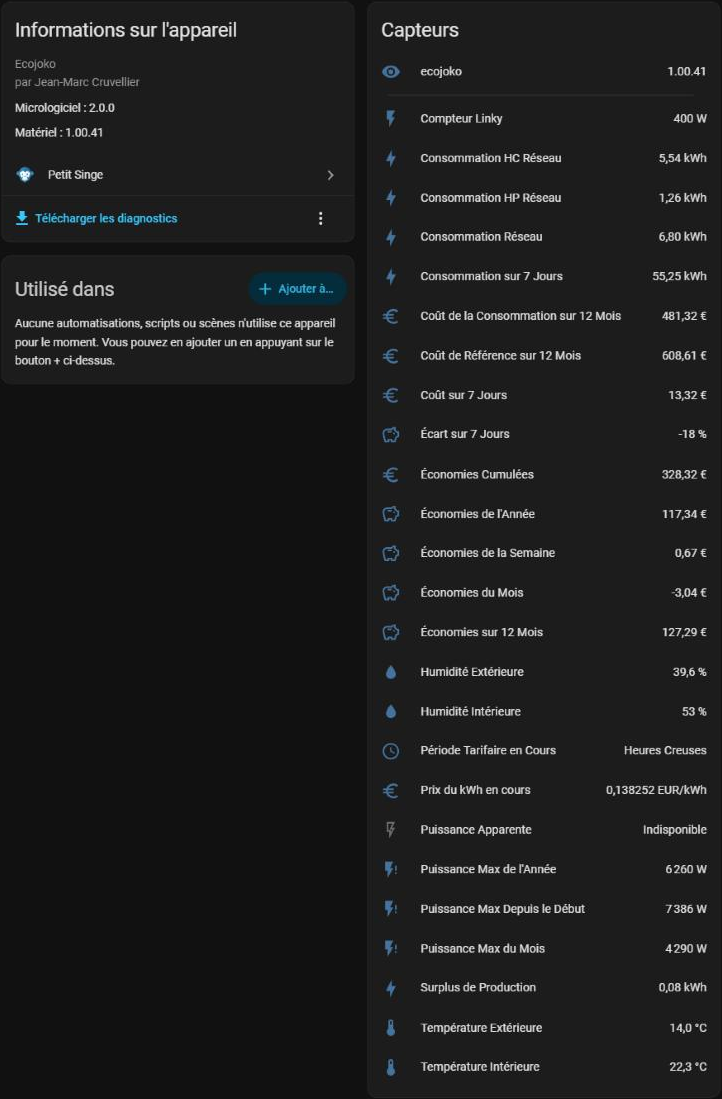 Informations sur l'appareil
Ecojoko
par Jean-Marc Cruvellier
Micrologiciel : 2.0.0
Matériel : 1.00.41
Petit Singe
Télécharger les diagnostics
Utilisé dans
Ajouter à...
Aucune automatisations, scripts ou scènes n'utilise ce appareil
pour le moment. Vous pouvez en ajouter un en appuyant sur le
bouton + ci-dessus.
Capteurs
ecojoko 1.00.41
Compteur Linky 400 W
Consommation HC Réseau 5,54 kWh
Consommation HP Réseau 1,26 kWh
Consommation Réseau 6,80 kWh
Consommation sur 7 Jours 55,25 kWh
Coût de la Consommation sur 12 Mois 481,32 €
Coût de Référence sur 12 Mois 608,61 €
Coût sur 7 Jours 13,32 €
Écart sur 7 Jours -18 %
Économies Cumulées 328,32 €
Économies de l'Année 117,34 €
Économies de la Semaine 0,67 €
Économies du Mois -3,04 €
Économies sur 12 Mois 127,29 €
Humidité Extérieure 39,6 %
Humidité Intérieure 53 %
Période Tarifaire en Cours Heures Creuses
Prix du kWh en cours 0,138252 EUR/kWh
Puissance Apparente Indisponible
Puissance Max de l'Année 6 260 W
Puissance Max Depuis le Début 7 386 W
Puissance Max du Mois 4 290 W
Surplus de Production 0,08 kWh
Température Extérieure 14,0 °C
Température Intérieure 22,3 °C